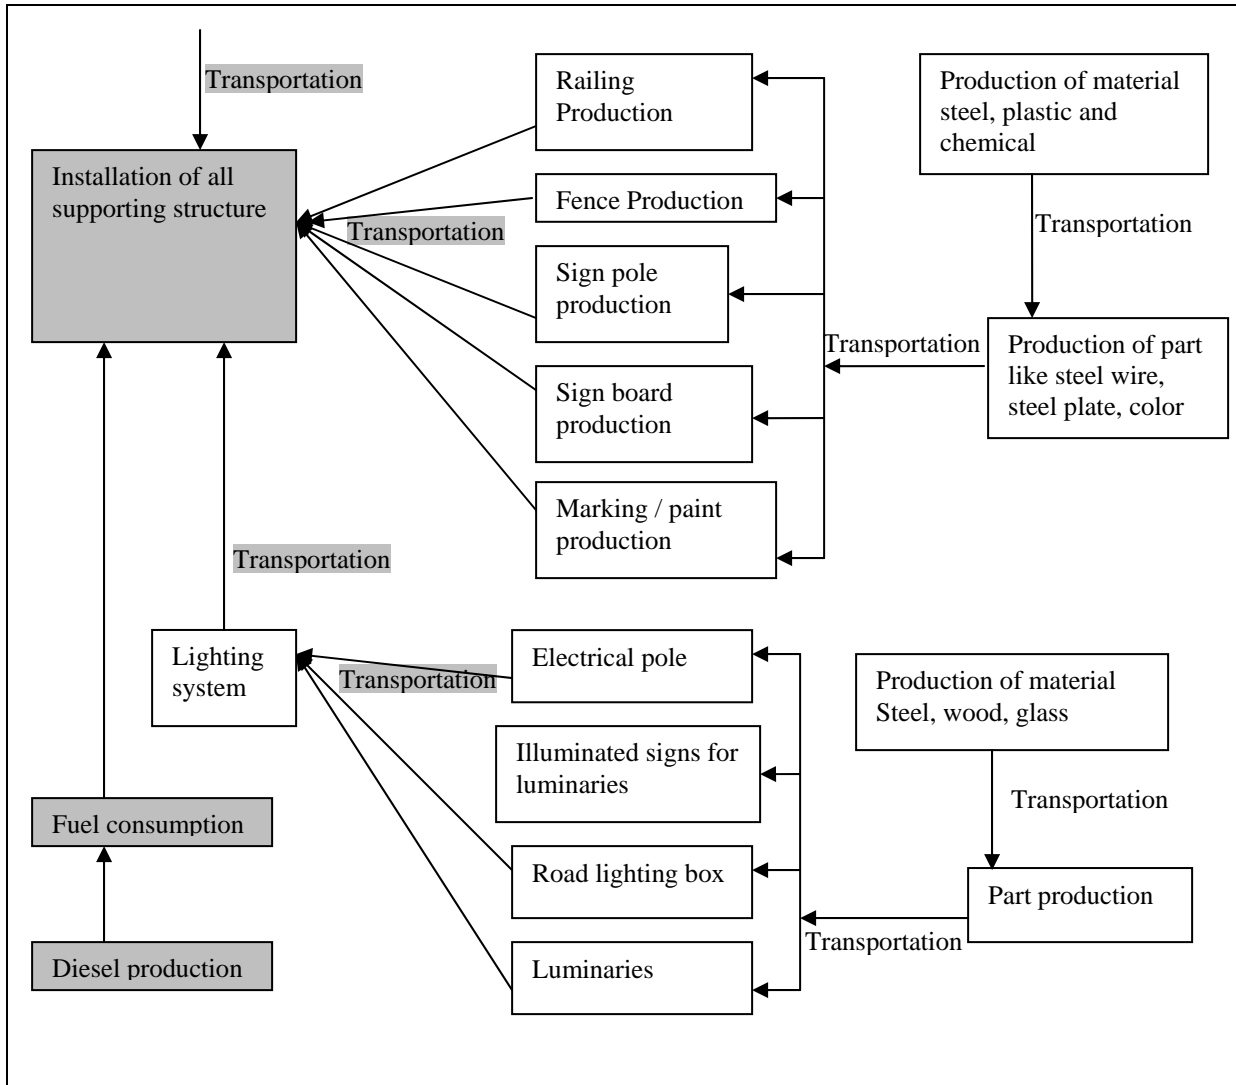 Transportation
Railing
Production
Production of material
steel, plastic and
chemical
Installation of all
supporting structure
Fence Production
Transportation
Transportation
Sign pole
production
Transportation
Production of part
like steel wire,
steel plate, color
Sign board
production
Marking / paint
production
Transportation
Lighting
system
Electrical pole
Transportation
Production of material
Steel, wood, glass
Illuminated signs for
luminaries
Transportation
Fuel consumption
Road lighting box
Part production
Transportation
Diesel production
Luminaries